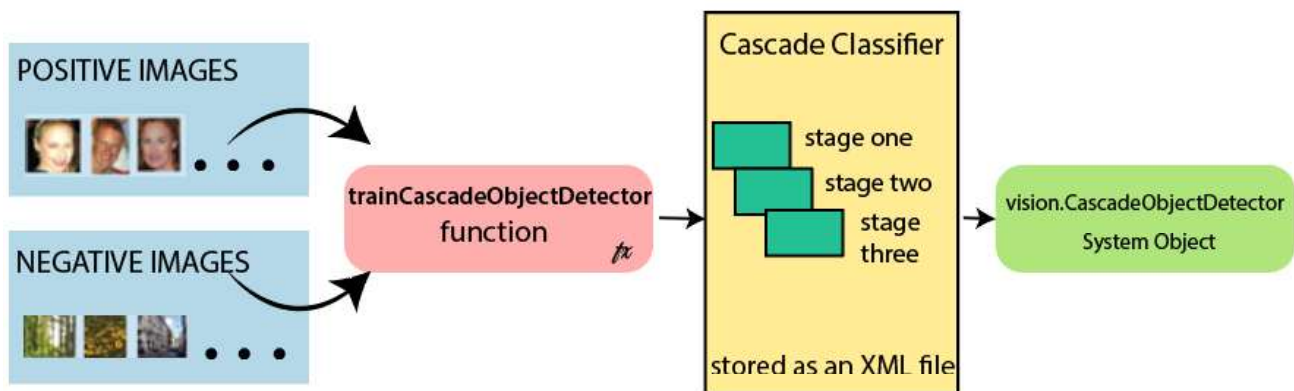 POSITIVE IMAGES
NEGATIVE IMAGES
trainCascadeObjectDetector
function
fx
Cascade Classifier
stage one
stage two
stage
three
stored as an XML file
vision.CascadeObjectDetector
System Object